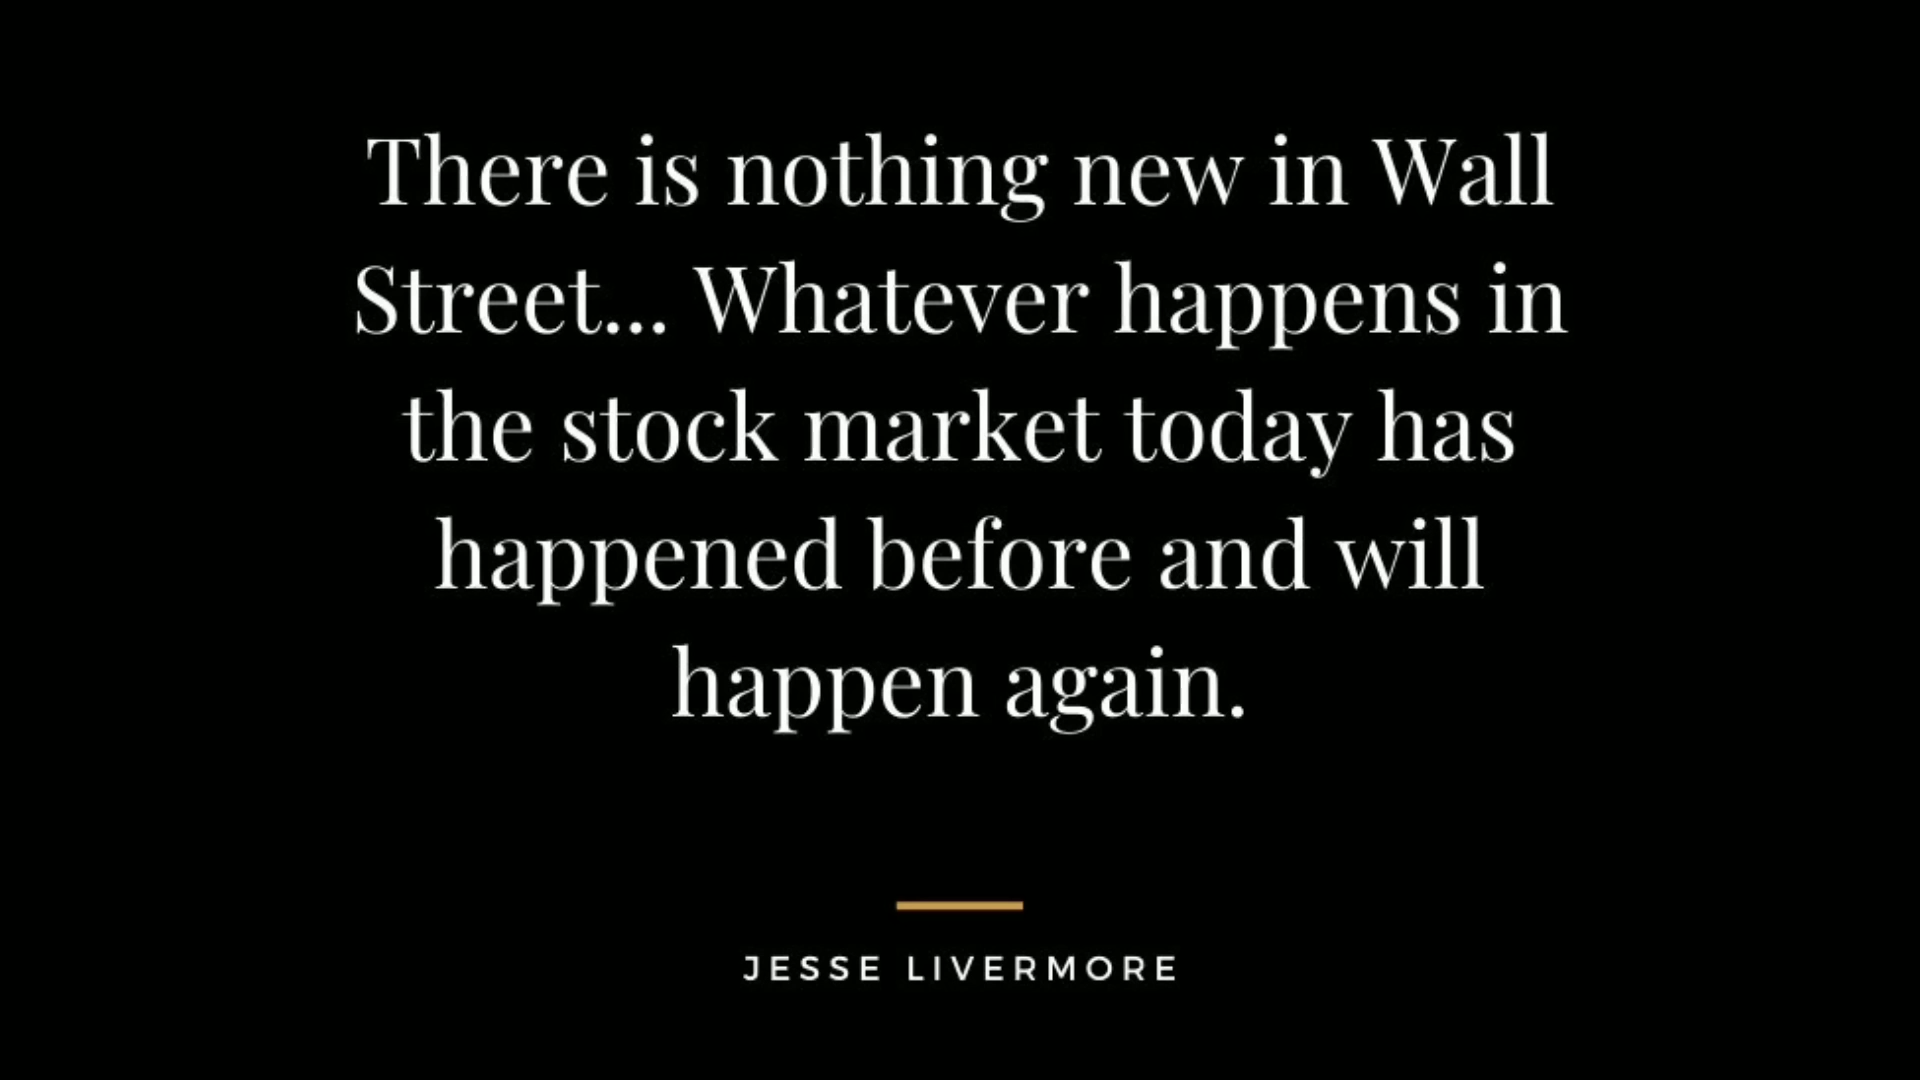 There is nothing new in Wall
Street... Whatever happens in
the stock market today has
happened before and will
happen again.
JESSE LIVERMORE